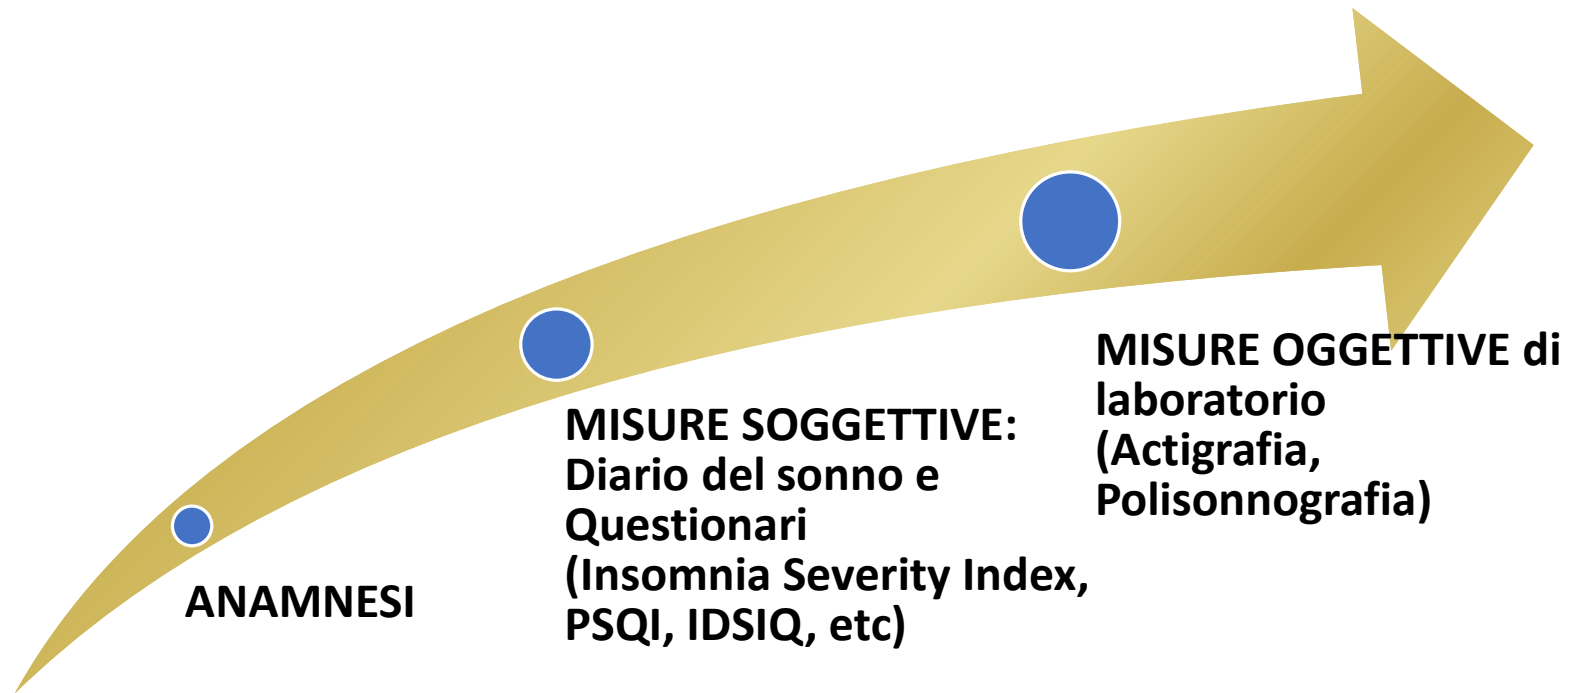 ANAMNESI
MISURE SOGGETTIVE:
Diario del sonno e
Questionari
(Insomnia Severity Index,
PSQI, IDSIQ, etc)
MISURE OGGETTIVE di
laboratorio
(Actigrafia,
Polisonnografia)